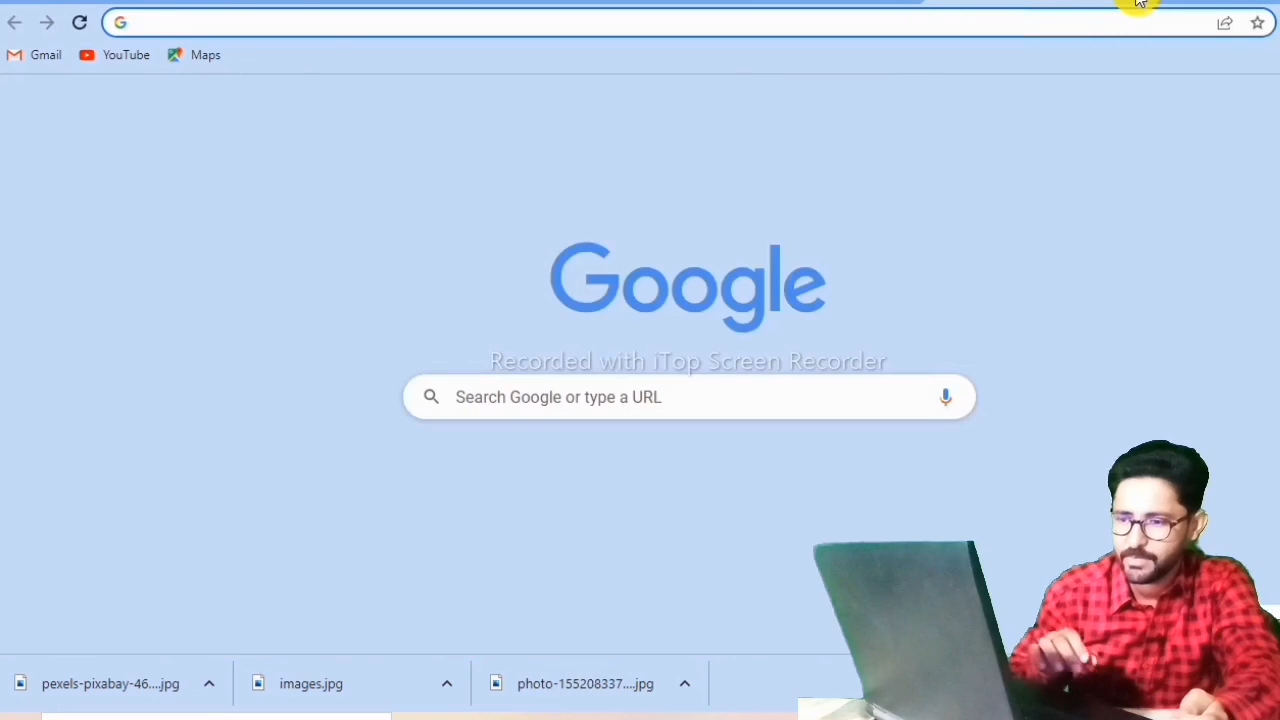 Gmail YouTube Maps
Google
Recorded with iTop Screen Recorder
Search Google or type a URL
pexels-pixabay-46....jpg images.jpg photo-155208337....jpg